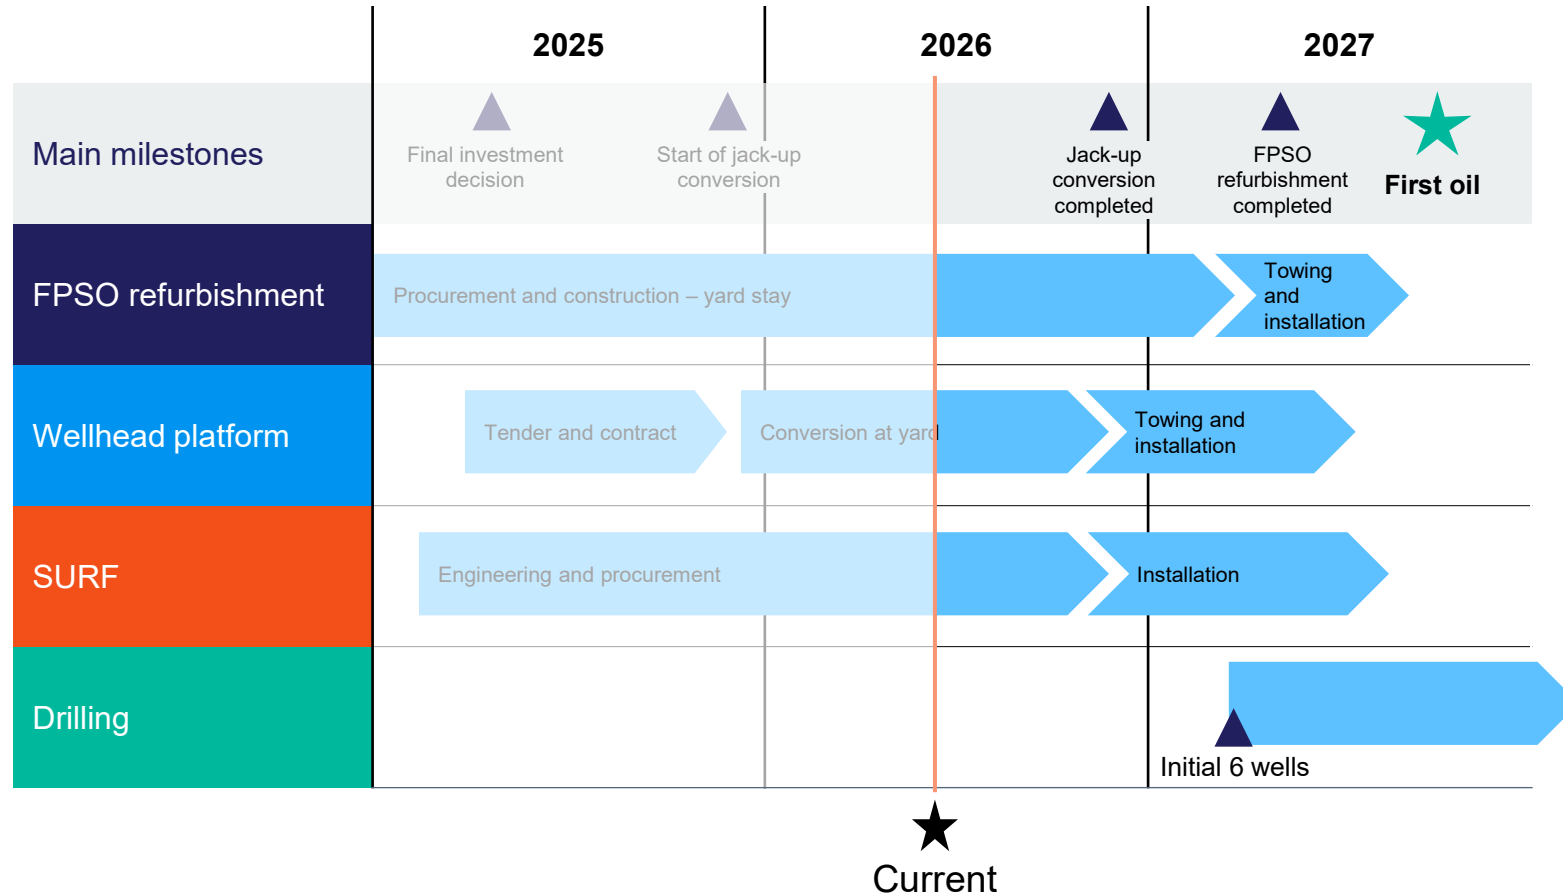 2025
2026
2027
Main milestones
Final investment
decision
Start of jack-up
conversion
Jack-up
conversion
completed
FPSO
refurbishment
completed
First oil
FPSO refurbishment
Procurement and construction – yard stay
Towing
and
installation
Wellhead platform
Tender and contract
Conversion at yard
Towing and
installation
SURF
Engineering and procurement
Installation
Drilling
Initial 6 wells
Current